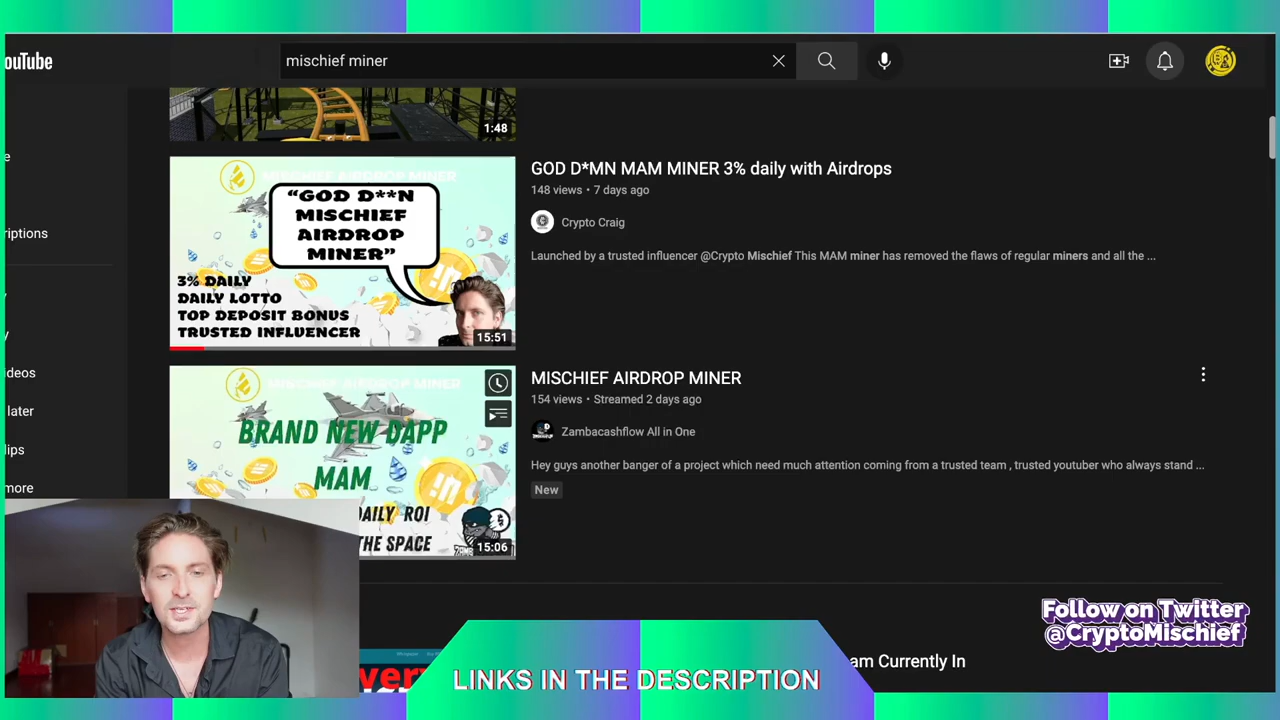 ouTube
mischief miner
1:48
e
riptions
y
y
ideos
later
lips
more
"GOD D**N
MISCHIEF
AIRDROP
MINER"
3% DAILY
DAILY LOTTO
TOP DEPOSIT BONUS
TRUSTED INFLUENCER
15:51
GOD D*MN MAM MINER 3% daily with Airdrops
148 views • 7 days ago
Crypto Craig
Launched by a trusted influencer @Crypto Mischief This MAM miner has removed the flaws of regular miners and all the ...
MISCHIEF AIRDROP MINER
BRAND NEW DAPP
MAM
DAILY ROI
THE SPACE
15:06
MISCHIEF AIRDROP MINER
154 views • Streamed 2 days ago
Zambacashflow All in One
Hey guys another banger of a project which need much attention coming from a trusted team , trusted youtuber who always stand ...
New
Follow on Twitter
@CryptoMischief
am Currently In
LINKS IN THE DESCRIPTION